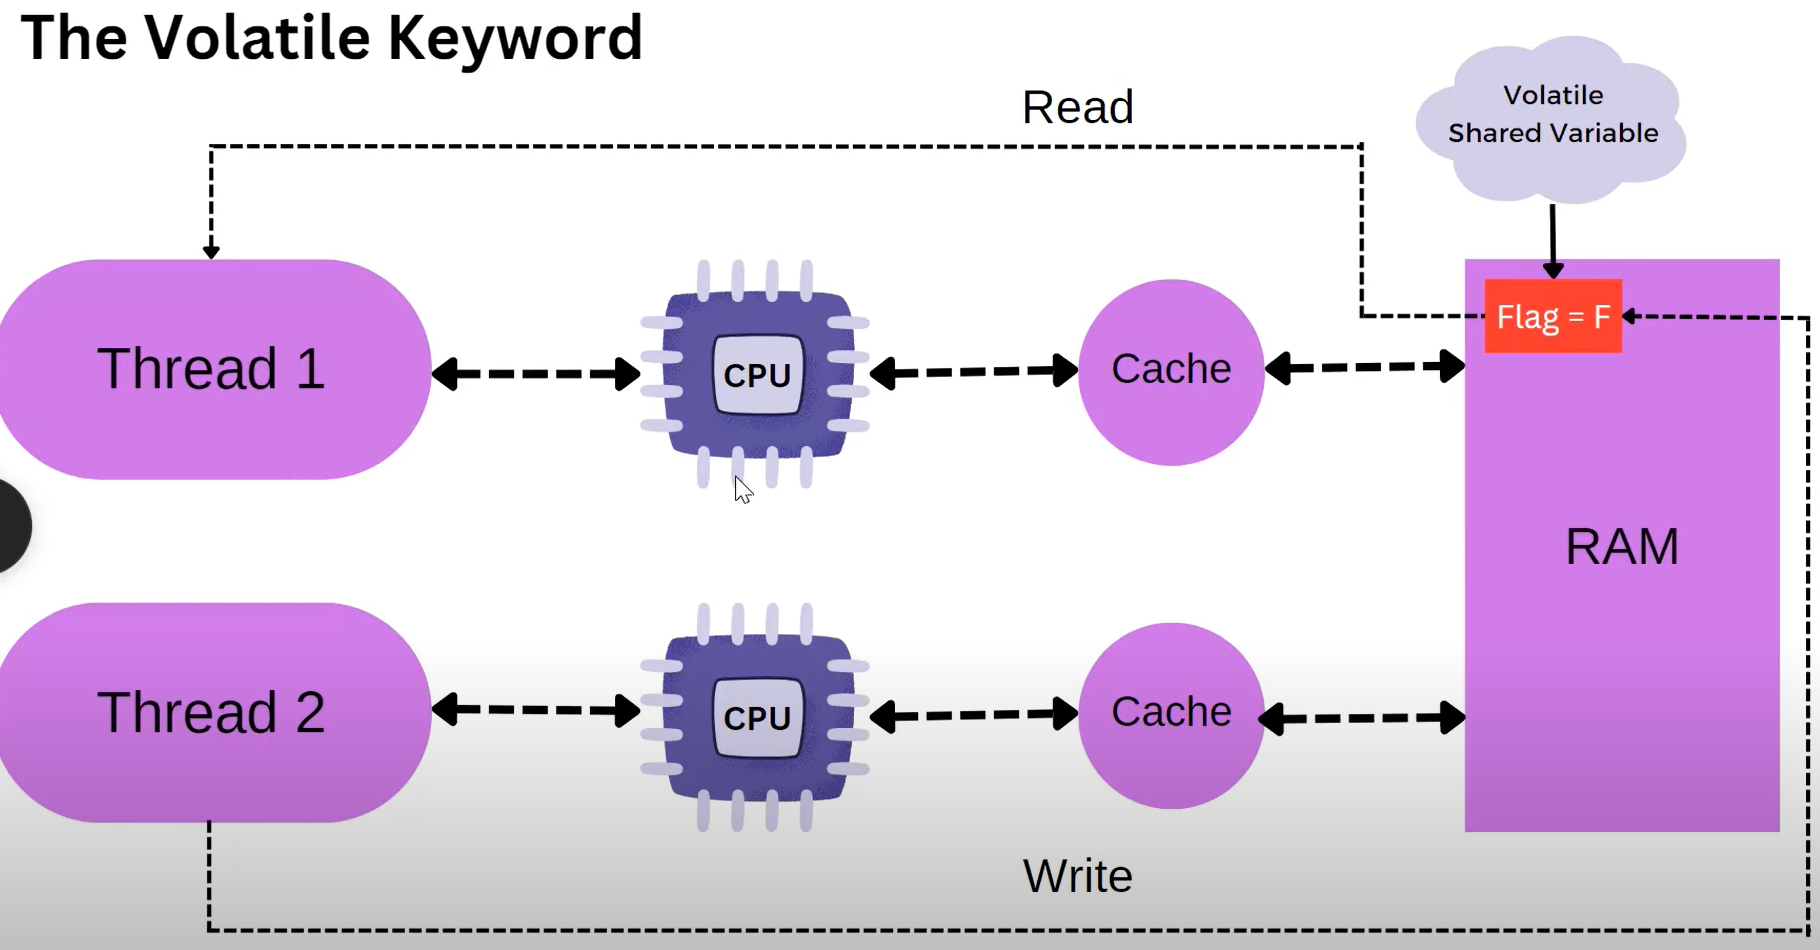 The Volatile Keyword
Read
Volatile
Shared Variable
Flag = F
Thread 1
CPU
Cache
RAM
Thread 2
CPU
Cache
Write